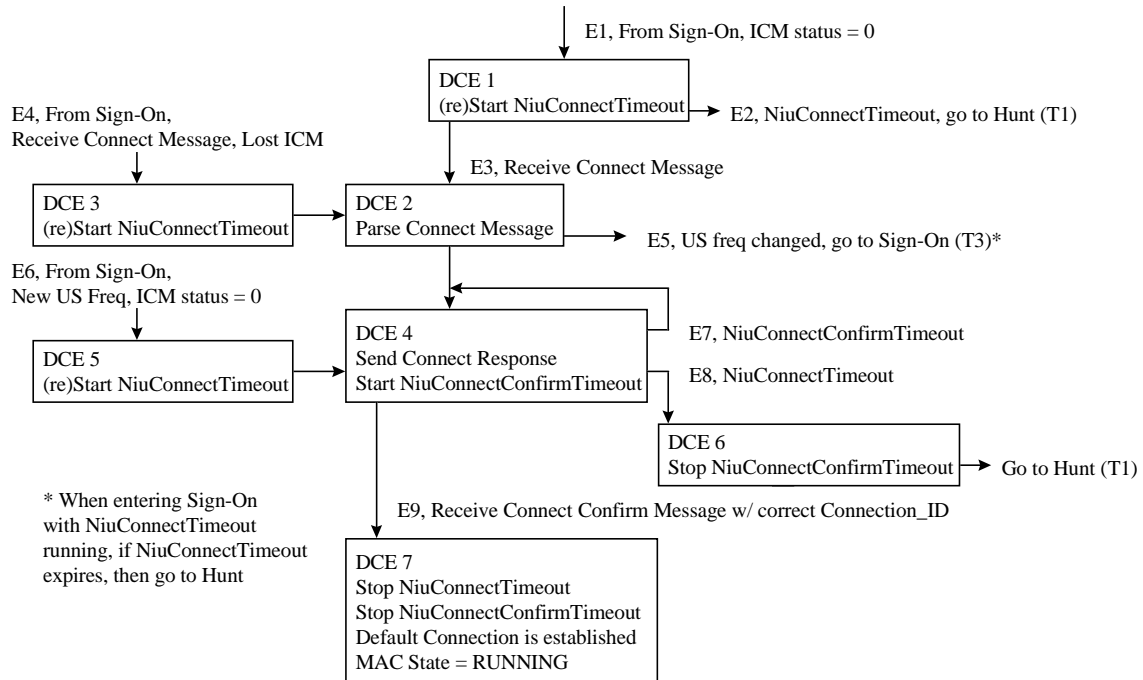 E1, From Sign-On, ICM status = 0
DCE 1
(re)Start NiuConnectTimeout
E2, NiuConnectTimeout, go to Hunt (T1)
E4, From Sign-On,
Receive Connect Message, Lost ICM
E3, Receive Connect Message
DCE 3
(re)Start NiuConnectTimeout
DCE 2
Parse Connect Message
E5, US freq changed, go to Sign-On (T3)*
E6, From Sign-On,
New US Freq, ICM status = 0
DCE 5
(re)Start NiuConnectTimeout
DCE 4
Send Connect Response
Start NiuConnectConfirmTimeout
E7, NiuConnectConfirmTimeout
E8, NiuConnectTimeout
DCE 6
Stop NiuConnectConfirmTimeout
Go to Hunt (T1)
* When entering Sign-On
with NiuConnectTimeout
running, if NiuConnectTimeout
expires, then go to Hunt
E9, Receive Connect Confirm Message w/ correct Connection_ID
DCE 7
Stop NiuConnectTimeout
Stop NiuConnectConfirmTimeout
Default Connection is established
MAC State = RUNNING